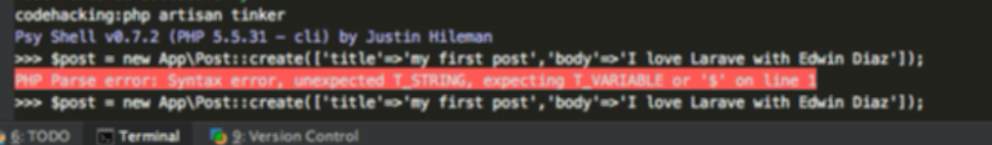 codehacking:php artisan tinker
Psy Shell v0.7.2 (PHP 5.5.31 — cli) by Justin Hileman
>>> $post = new App\Post::create(['title'=>'my first post','body'=>'I love Larave with Edwin Diaz']);
PHP Parse error: Syntax error, unexpected T_STRING, expecting T_VARIABLE or '$' on line 1
>>> $post = new App\Post::create(['title'=>'my first post','body'=>'I love Larave with Edwin Diaz']);
6: TODO Terminal 9: Version Control